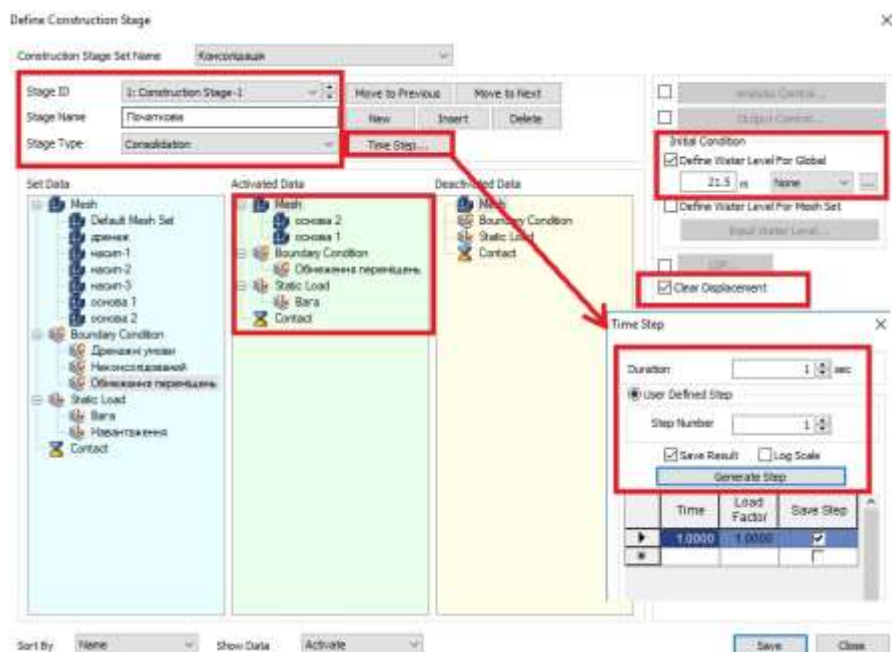 Define Construction Stage
Construction Stage Set Name Консолідація
Stage ID 1: Construction Stage-1 Move to Previous Move to Next
Stage Name Початкова New Insert Delete
Stage Type Consolidation Time Step...
Analysis Control...
Output Control...
Initial Condition
Define Water Level For Global
21.5 m None ...
Define Water Level For Mesh Set
Input Water Level...
LDF...
Clear Displacement
Set Data
Mesh
Default Mesh Set
дренаж
насип-1
насип-2
насип-3
основа 1
основа 2
Boundary Condition
Дренажні умови
Неконсолідований
Обмеження переміщень
Static Load
Вага
Навантаження
Contact
Activated Data
Mesh
основа 2
основа 1
Boundary Condition
Обмеження переміщень
Static Load
Вага
Contact
Deactivated Data
Mesh
Boundary Condition
Static Load
Contact
Time Step
Duration 1 sec
User Defined Step
Step Number 1
Save Result Log Scale
Generate Step
Time Load Factor Save Step
1.0000 1.0000
Sort By Name Show Data Activate Save Close